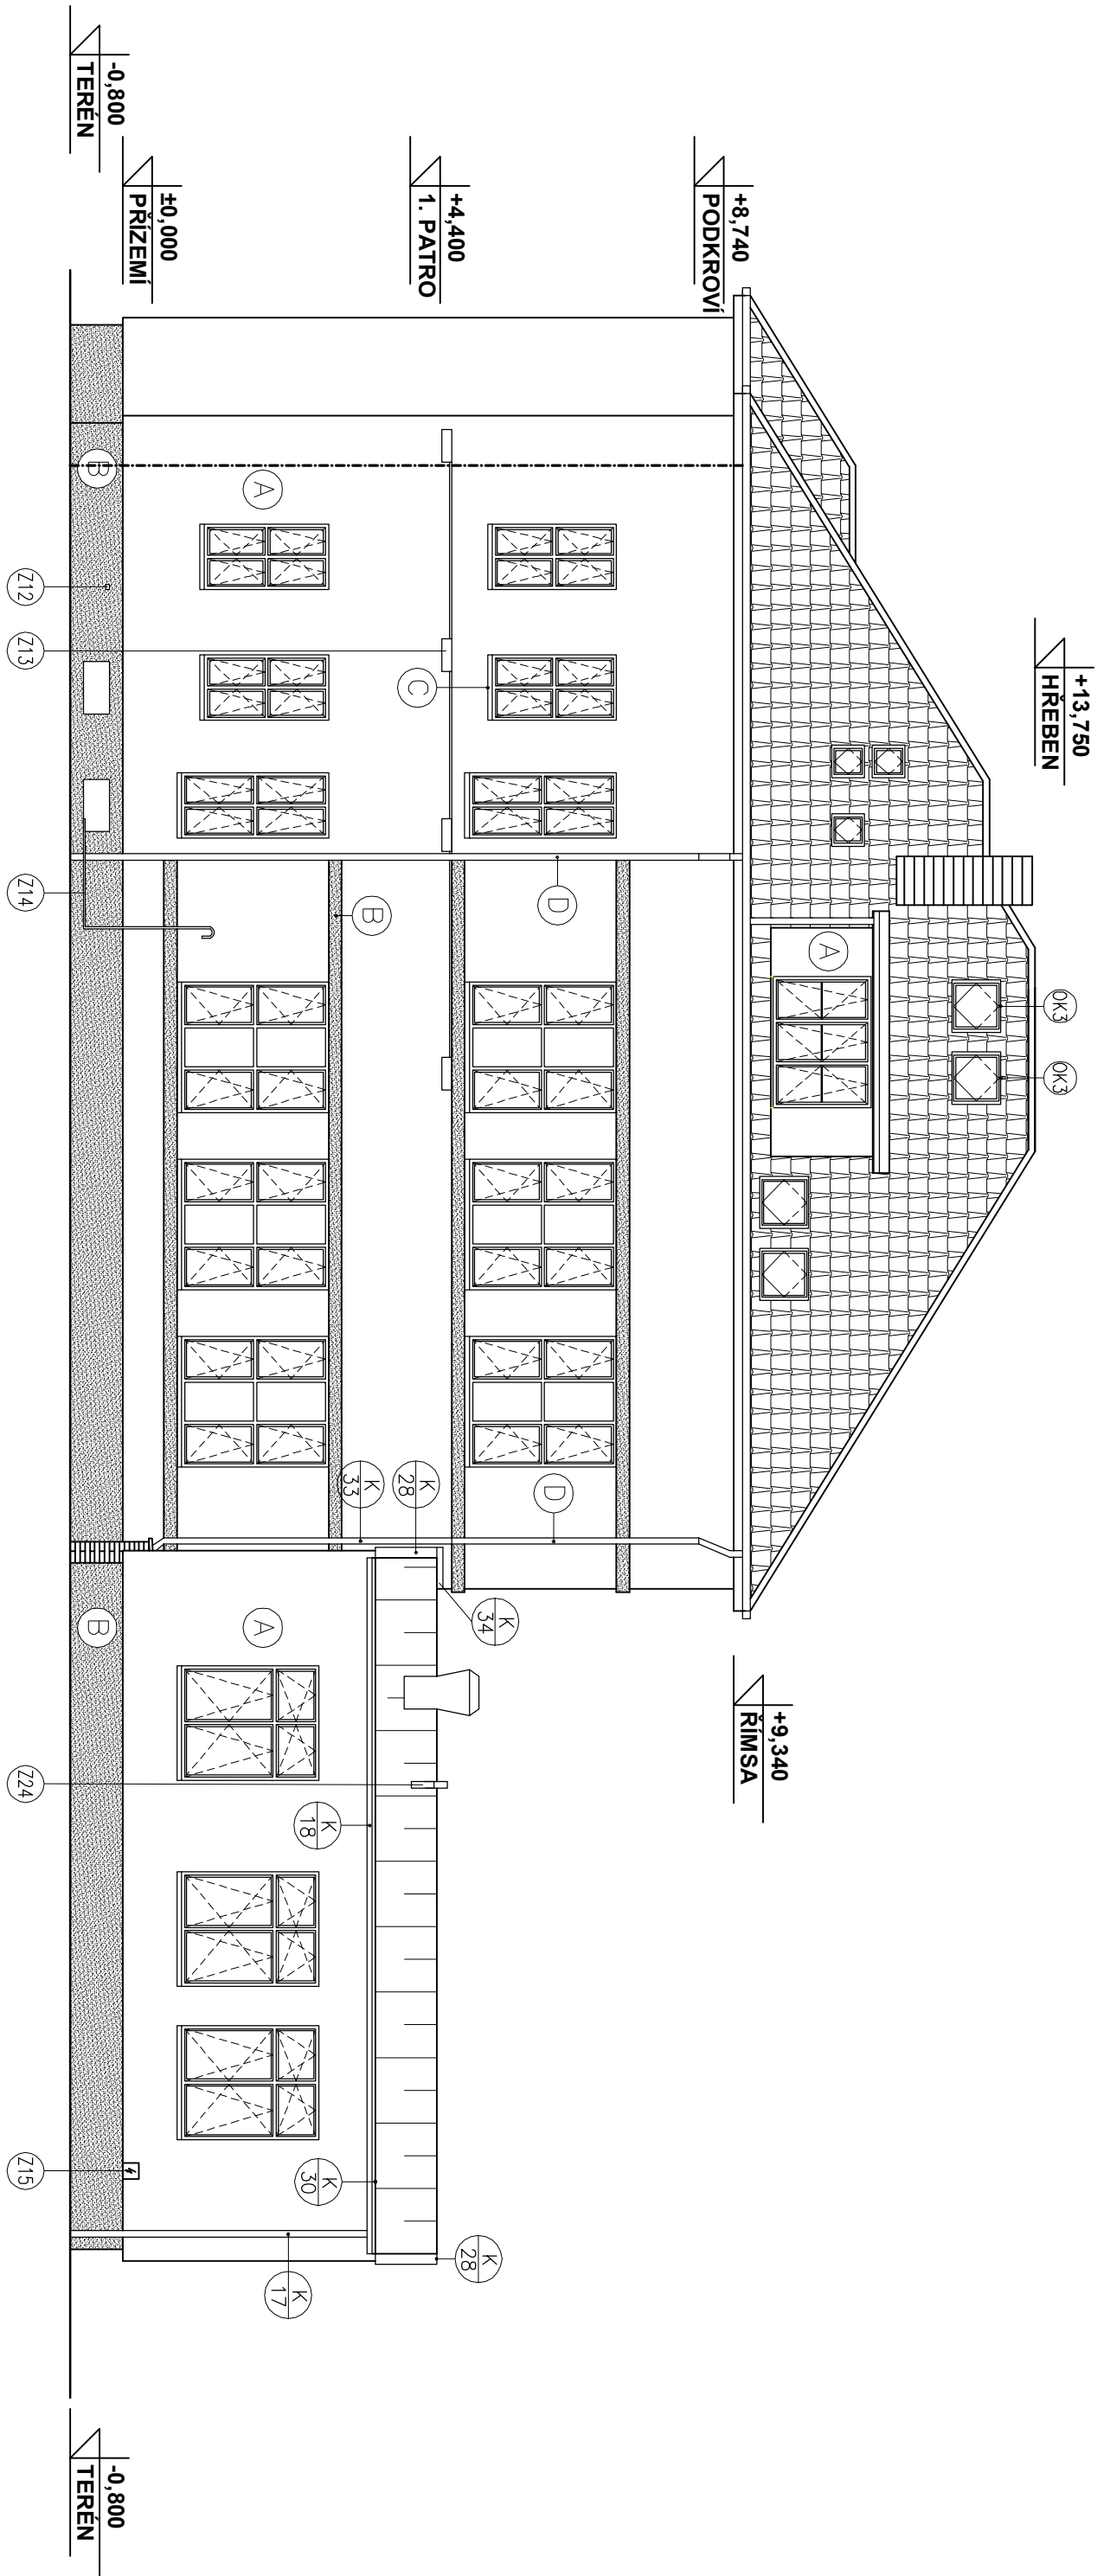 +13,750
HŘEBEN
OK3
OK3
+9,340
ŘÍMSA
+8,740
PODKROVÍ
A
D
D
K
34
K
28
+4,400
1. PATRO
C
K
28
B
K
33
K
18
K
30
A
A
K
17
±0,000
PŘÍZEMÍ
B
B
-0,800
TERÉN
-0,800
TERÉN
Z12
Z13
Z14
Z24
Z15